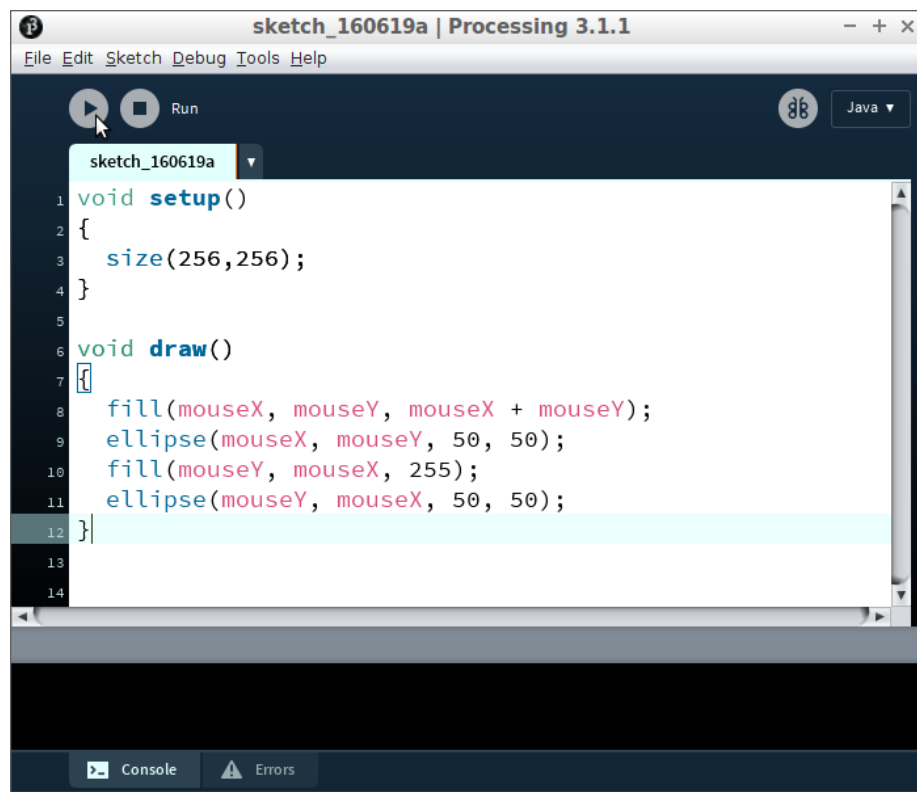 sketch_160619a | Processing 3.1.1
File Edit Sketch Debug Tools Help
Run
Java ▼
sketch_160619a ▼
1 void setup()
2 {
3   size(256,256);
4 }
5
6 void draw()
7 {
8   fill(mouseX, mouseY, mouseX + mouseY);
9   ellipse(mouseX, mouseY, 50, 50);
10   fill(mouseY, mouseX, 255);
11   ellipse(mouseY, mouseX, 50, 50);
12 }
13
14
Console Errors